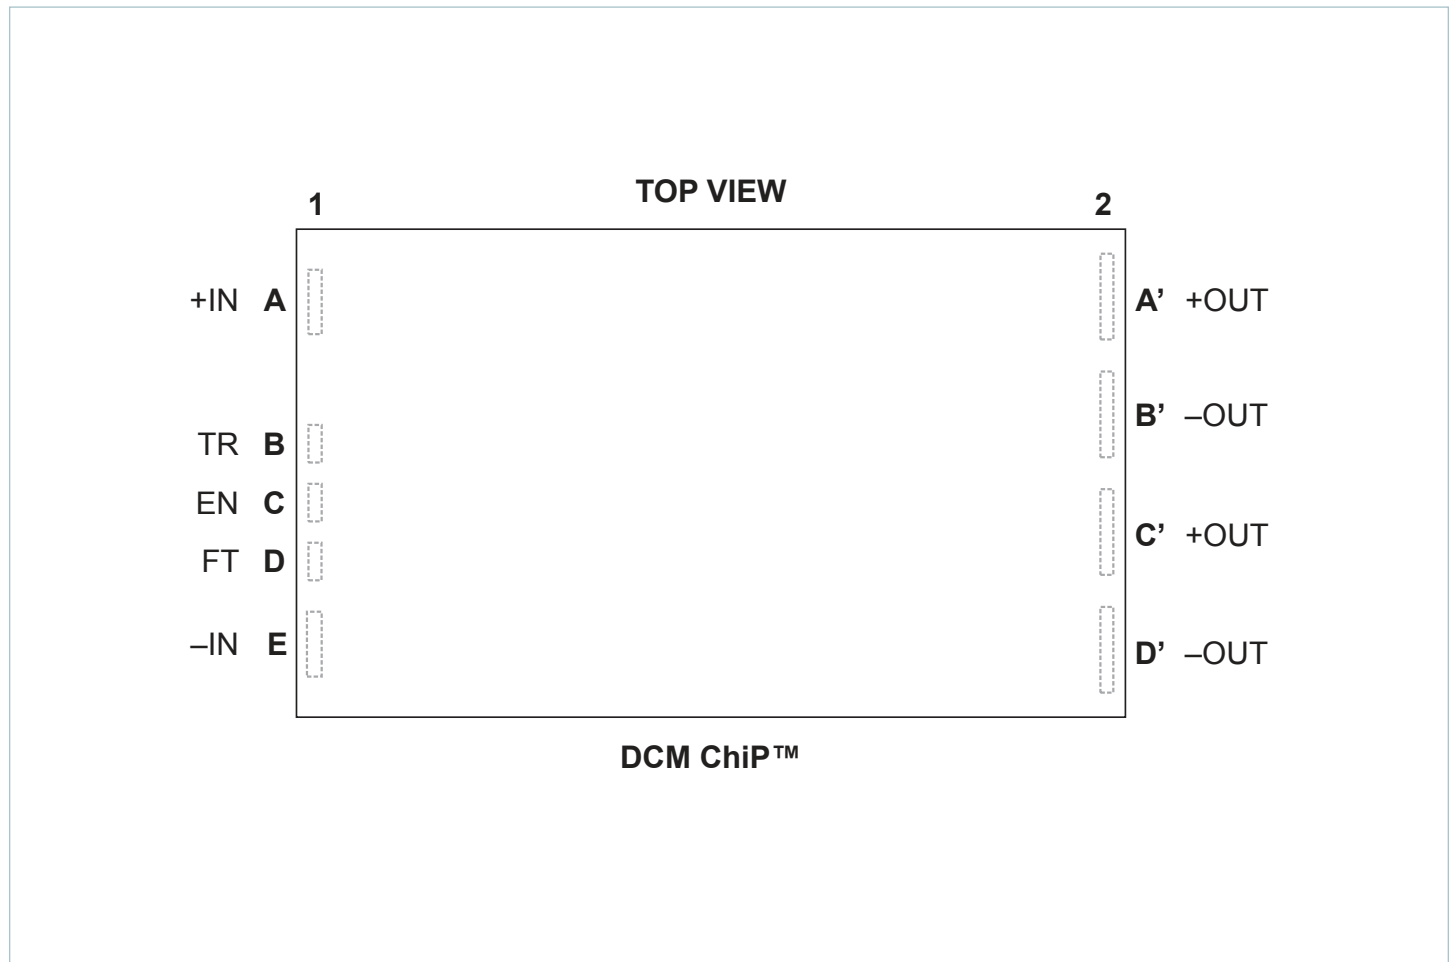 TOP VIEW
1 2
+IN A A’ +OUT
B’ –OUT
TR B
EN C
C’ +OUT
FT D
–IN E
D’ –OUT
DCM ChiP™